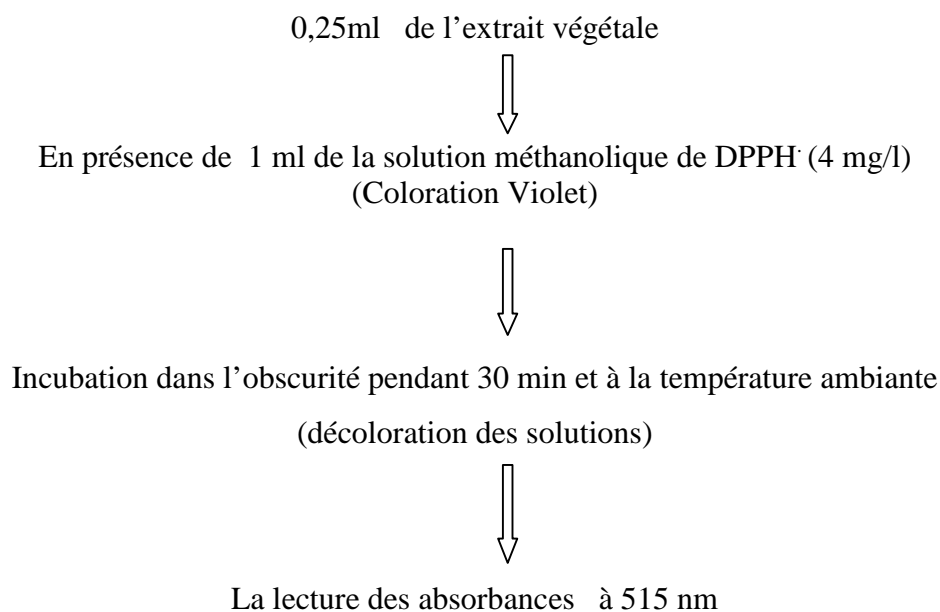 0,25ml de l’extrait végétale
En présence de 1 ml de la solution méthanolique de DPPH· (4 mg/l)
(Coloration Violet)
Incubation dans l’obscurité pendant 30 min et à la température ambiante
(décoloration des solutions)
La lecture des absorbances à 515 nm